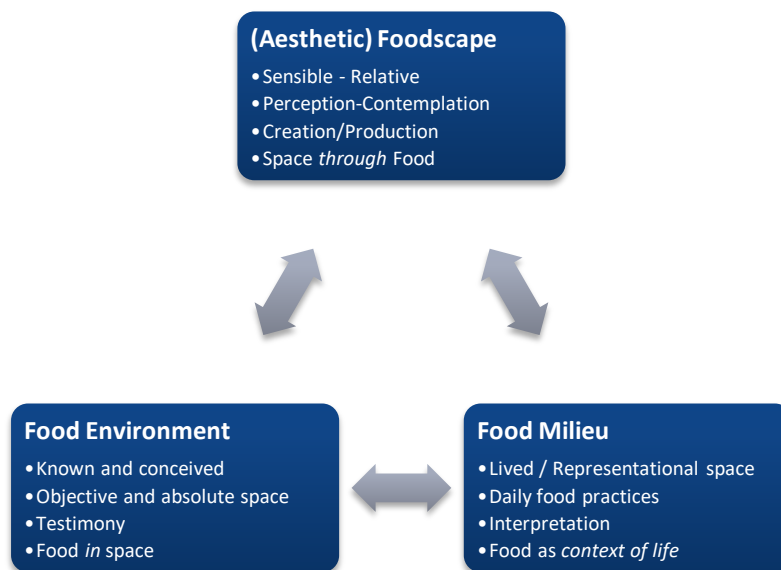 (Aesthetic) Foodscape
•Sensible - Relative
•Perception-Contemplation
•Creation/Production
•Space through Food
Food Environment
•Known and conceived
•Objective and absolute space
•Testimony
•Food in space
Food Milieu
•Lived / Representational space
•Daily food practices
•Interpretation
•Food as context of life